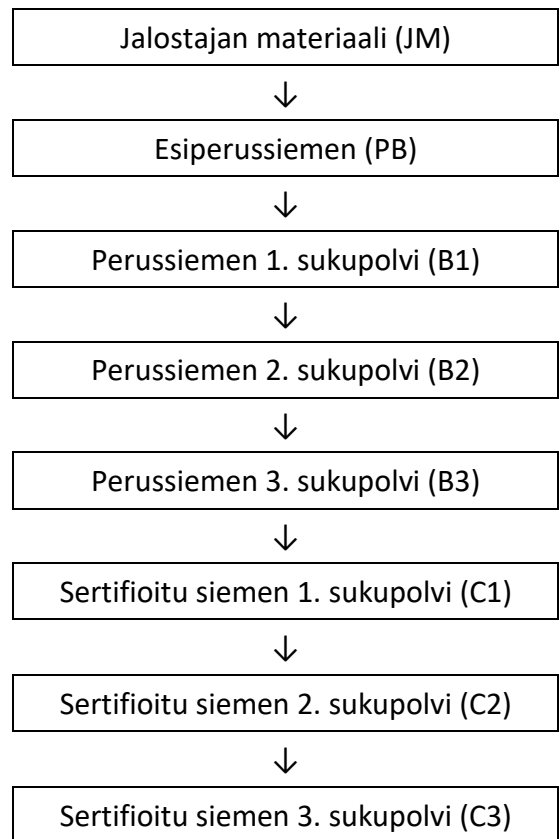 Jalostajan materiaali (JM)
↓
Esiperussiemen (PB)
↓
Perussiemen 1. sukupolvi (B1)
↓
Perussiemen 2. sukupolvi (B2)
↓
Perussiemen 3. sukupolvi (B3)
↓
Sertifioitu siemen 1. sukupolvi (C1)
↓
Sertifioitu siemen 2. sukupolvi (C2)
↓
Sertifioitu siemen 3. sukupolvi (C3)